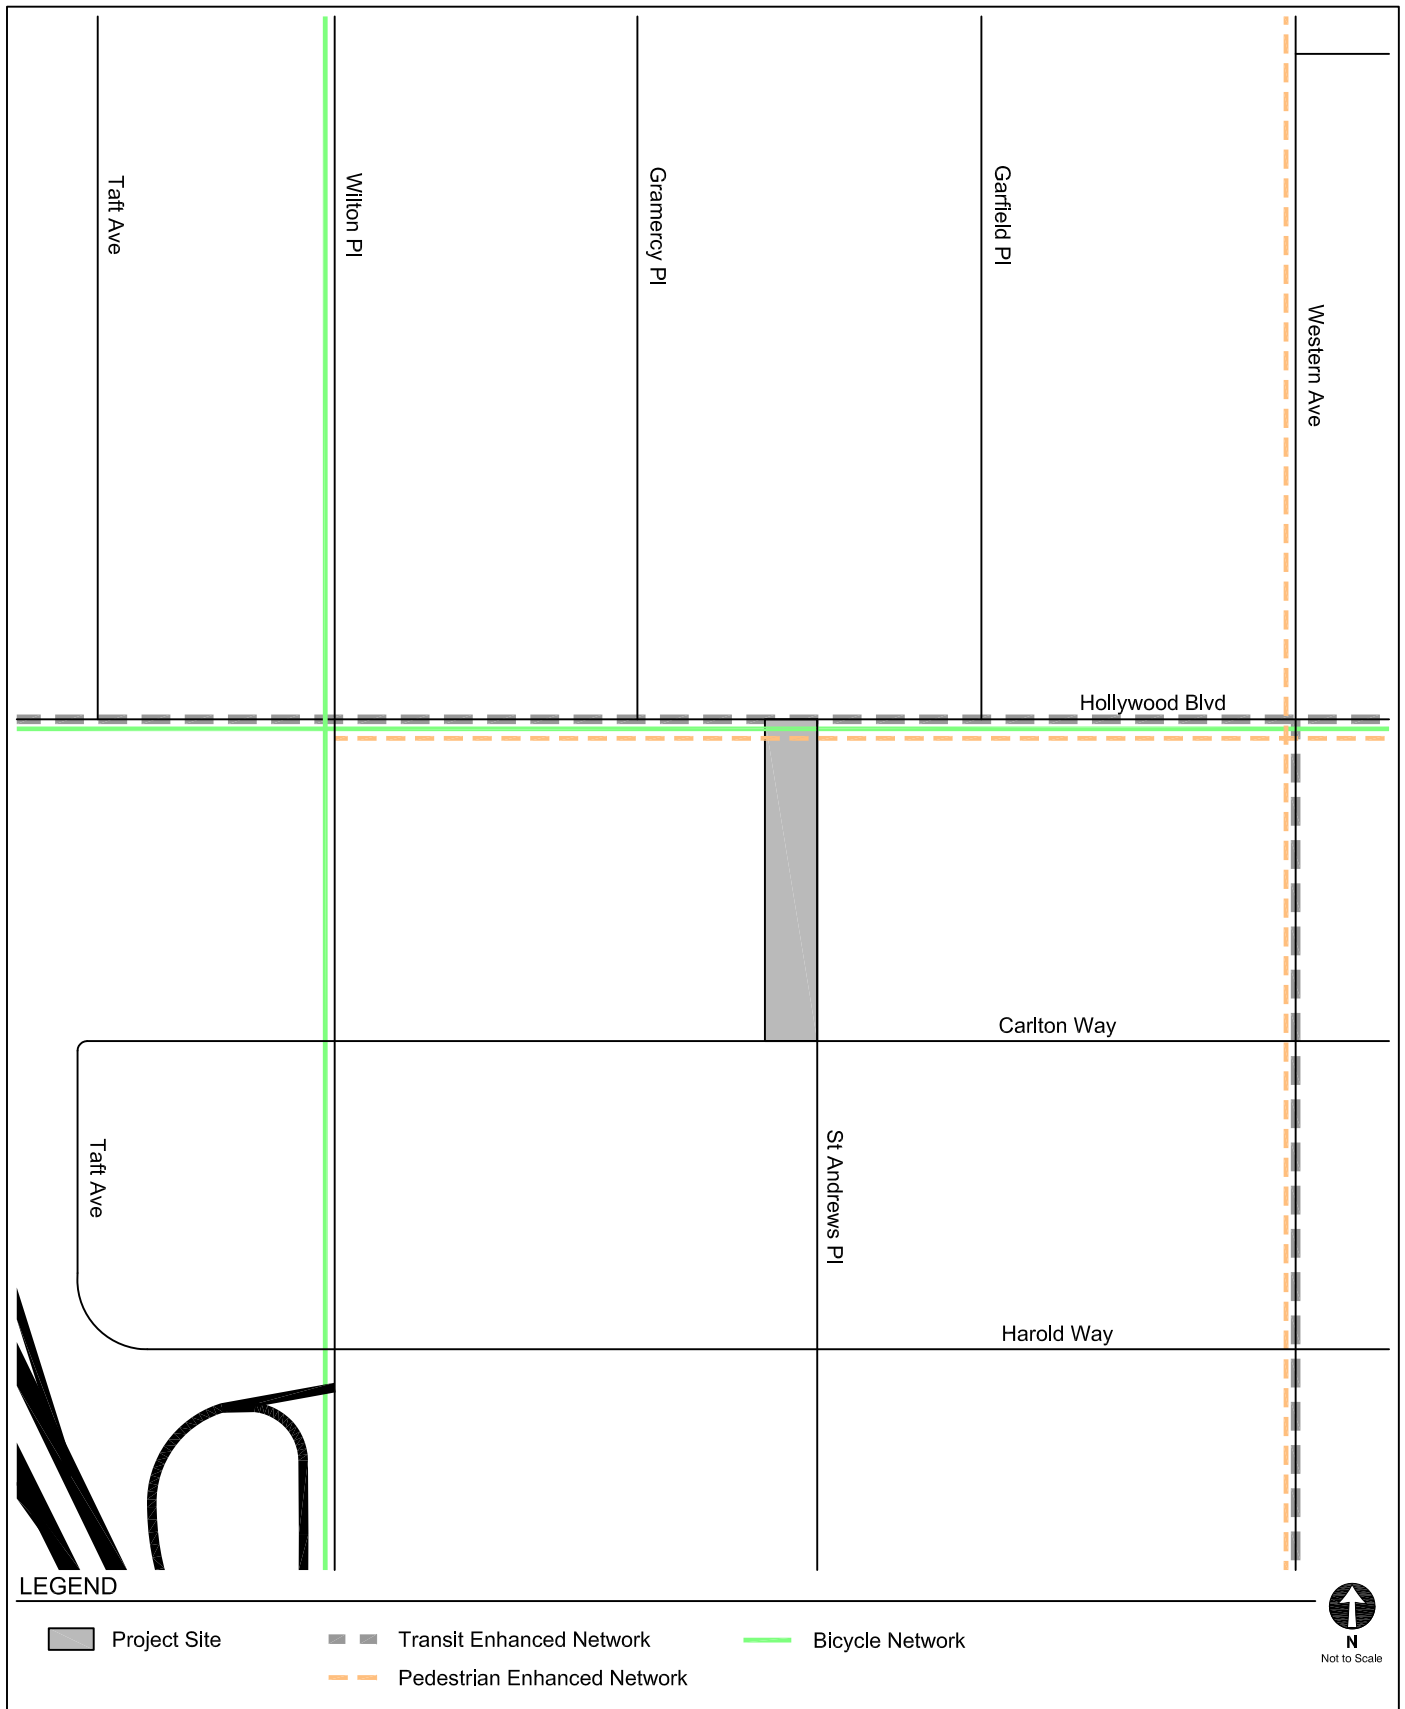 Taft Ave
Wilton Pl
Gramercy Pl
Garfield Pl
Western Ave
Hollywood Blvd
Carlton Way
Taft Ave
St Andrews Pl
Harold Way
LEGEND
Project Site
Transit Enhanced Network
Bicycle Network
Pedestrian Enhanced Network
N
Not to Scale